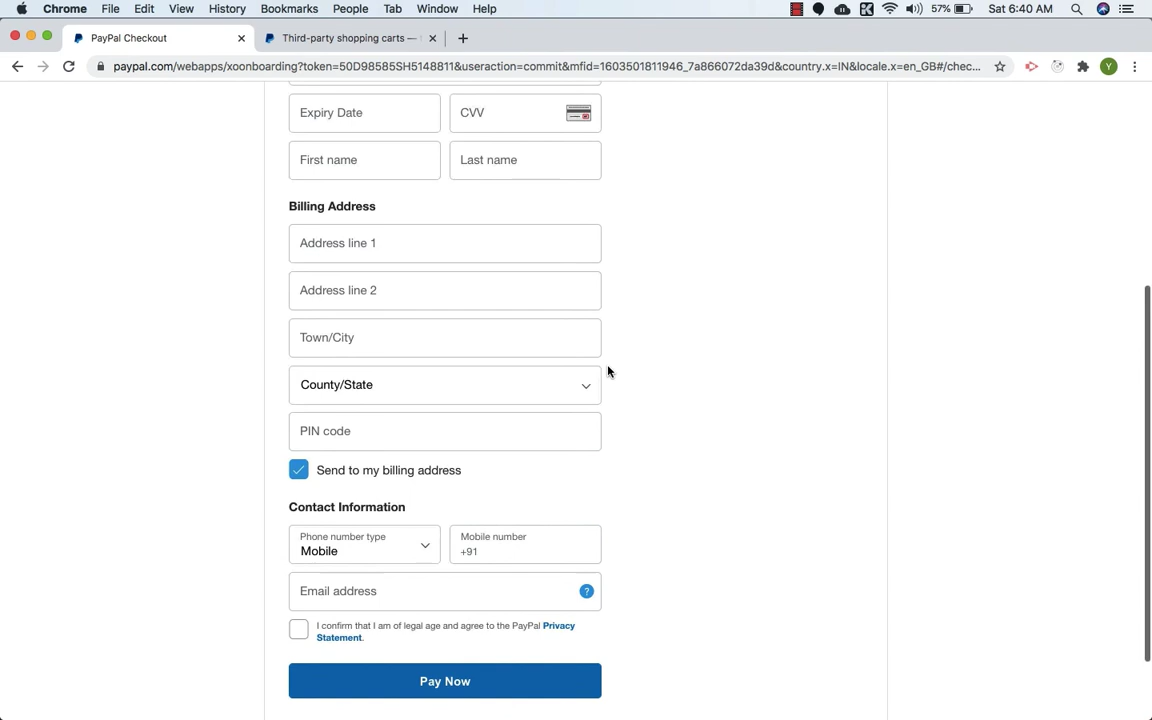 Chrome File Edit View History Bookmarks People Tab Window Help 57% Sat 6:40 AM
PayPal Checkout Third-party shopping carts —
paypal.com/webapps/xoonboarding?token=50D98585SH5148811&useraction=commit&mfid=1603501811946_7a866072da39d&country.x=IN&locale.x=en_GB#/chec... Y
Expiry Date CVV
First name Last name
Billing Address
Address line 1
Address line 2
Town/City
County/State
PIN code
Send to my billing address
Contact Information
Phone number type Mobile number
Mobile +91
Email address ?
I confirm that I am of legal age and agree to the PayPal Privacy
Statement.
Pay Now